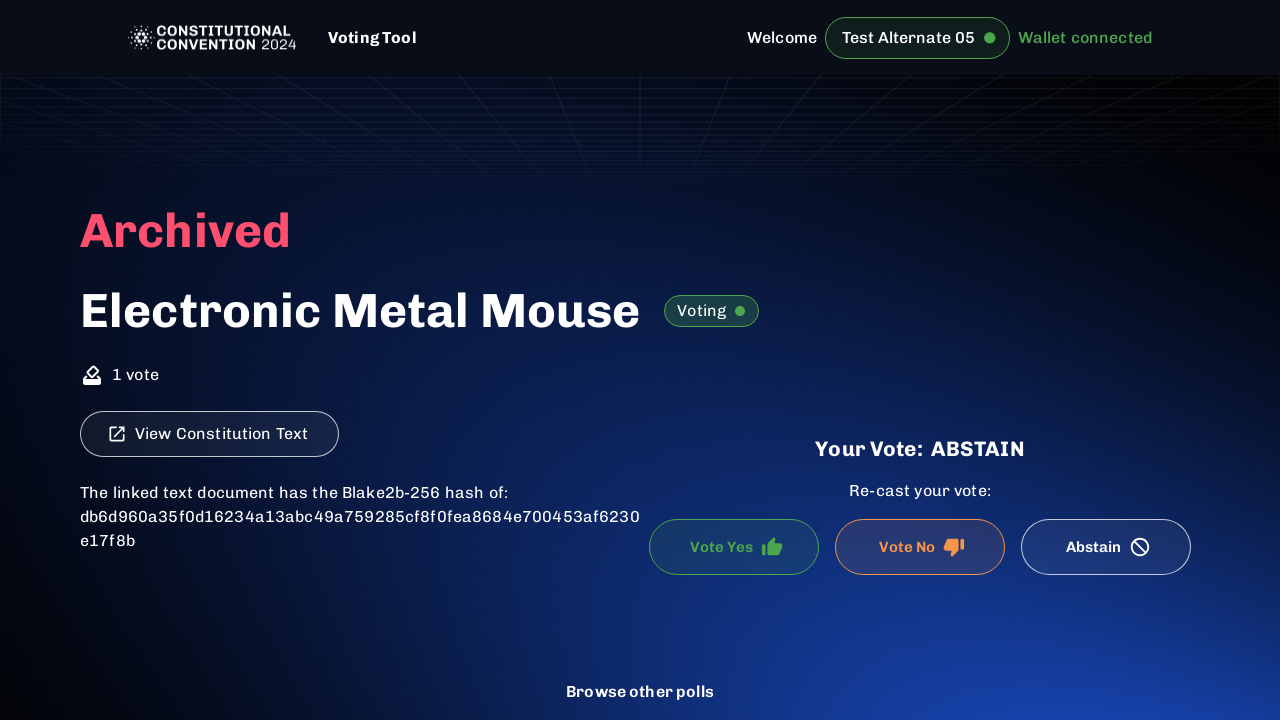 CONSTITUTIONAL
CONVENTION 2024
Voting Tool
Welcome
Test Alternate 05
Wallet connected
Archived
Electronic Metal Mouse
Voting
1 vote
View Constitution Text
The linked text document has the Blake2b-256 hash of:
db6d960a35f0d16234a13abc49a759285cf8f0fea8684e700453af6230
e17f8b
Your Vote: ABSTAIN
Re-cast your vote:
Vote Yes
Vote No
Abstain
Browse other polls